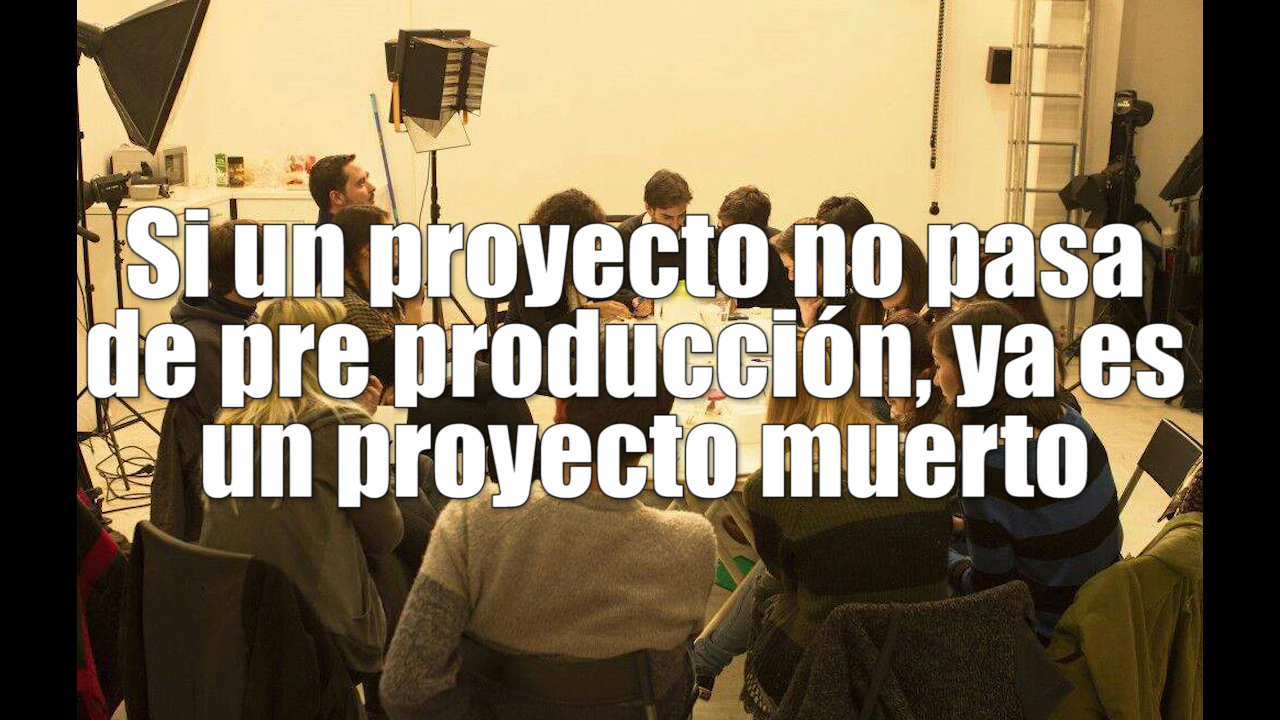 Si un proyecto no pasa
de pre producción, ya es
un proyecto muerto